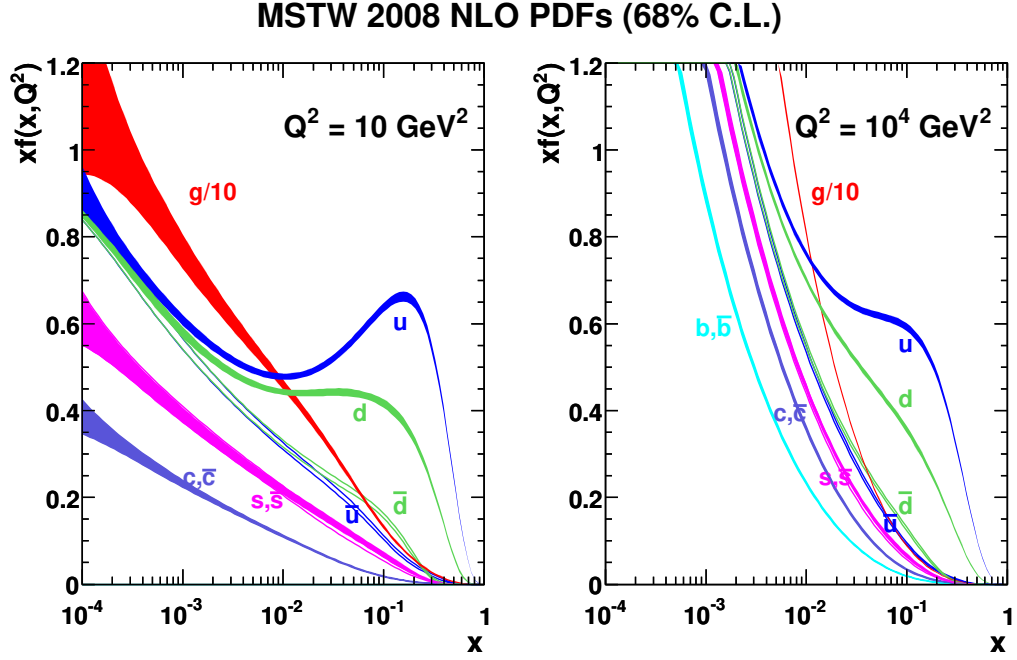 MSTW 2008 NLO PDFs (68% C.L.)
xf(x,Q²)
Q² = 10 GeV²
1.2
1
0.8
0.6
0.4
0.2
0
g/10
u
d
c,c̅
s,s̅
u̅
d̅
10⁻⁴
10⁻³
10⁻²
10⁻¹
1
x
xf(x,Q²)
Q² = 10⁴ GeV²
1.2
1
0.8
0.6
0.4
0.2
0
g/10
b,b̅
u
d
c,c̅
s,s̅
d̅
u̅
10⁻⁴
10⁻³
10⁻²
10⁻¹
1
x